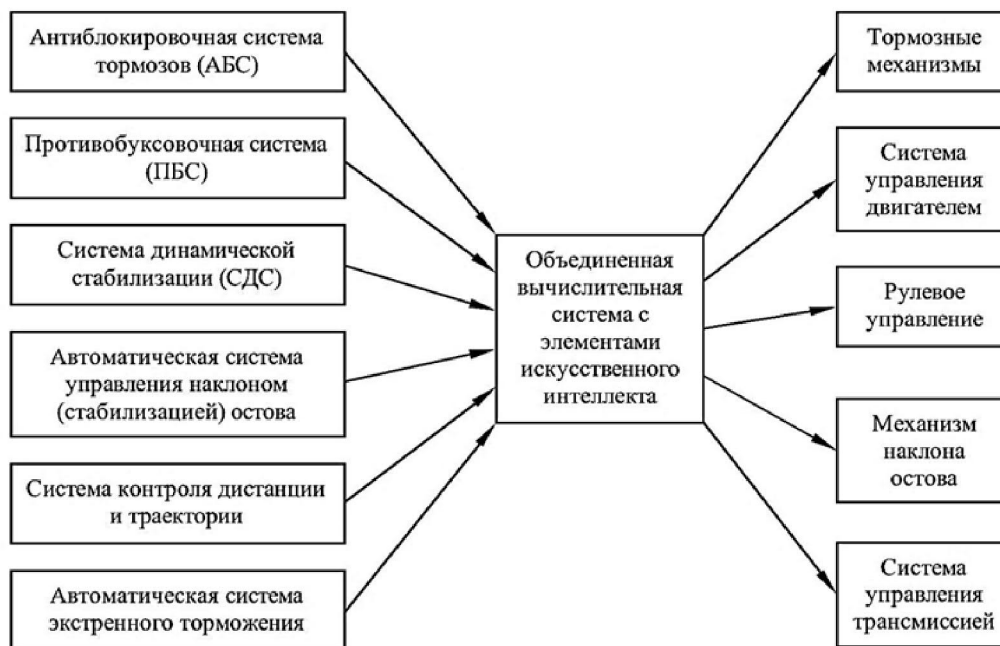 Антиблокировочная система
тормозов (АБС)
Противобуксовочная система
(ПБС)
Система динамической
стабилизации (СДС)
Автоматическая система
управления наклоном
(стабилизацией) остова
Система контроля дистанции
и траектории
Автоматическая система
экстренного торможения
Объединенная
вычислительная
система с
элементами
искусственного
интеллекта
Тормозные
механизмы
Система
управления
двигателем
Рулевое
управление
Механизм
наклона
остова
Система
управления
трансмиссией